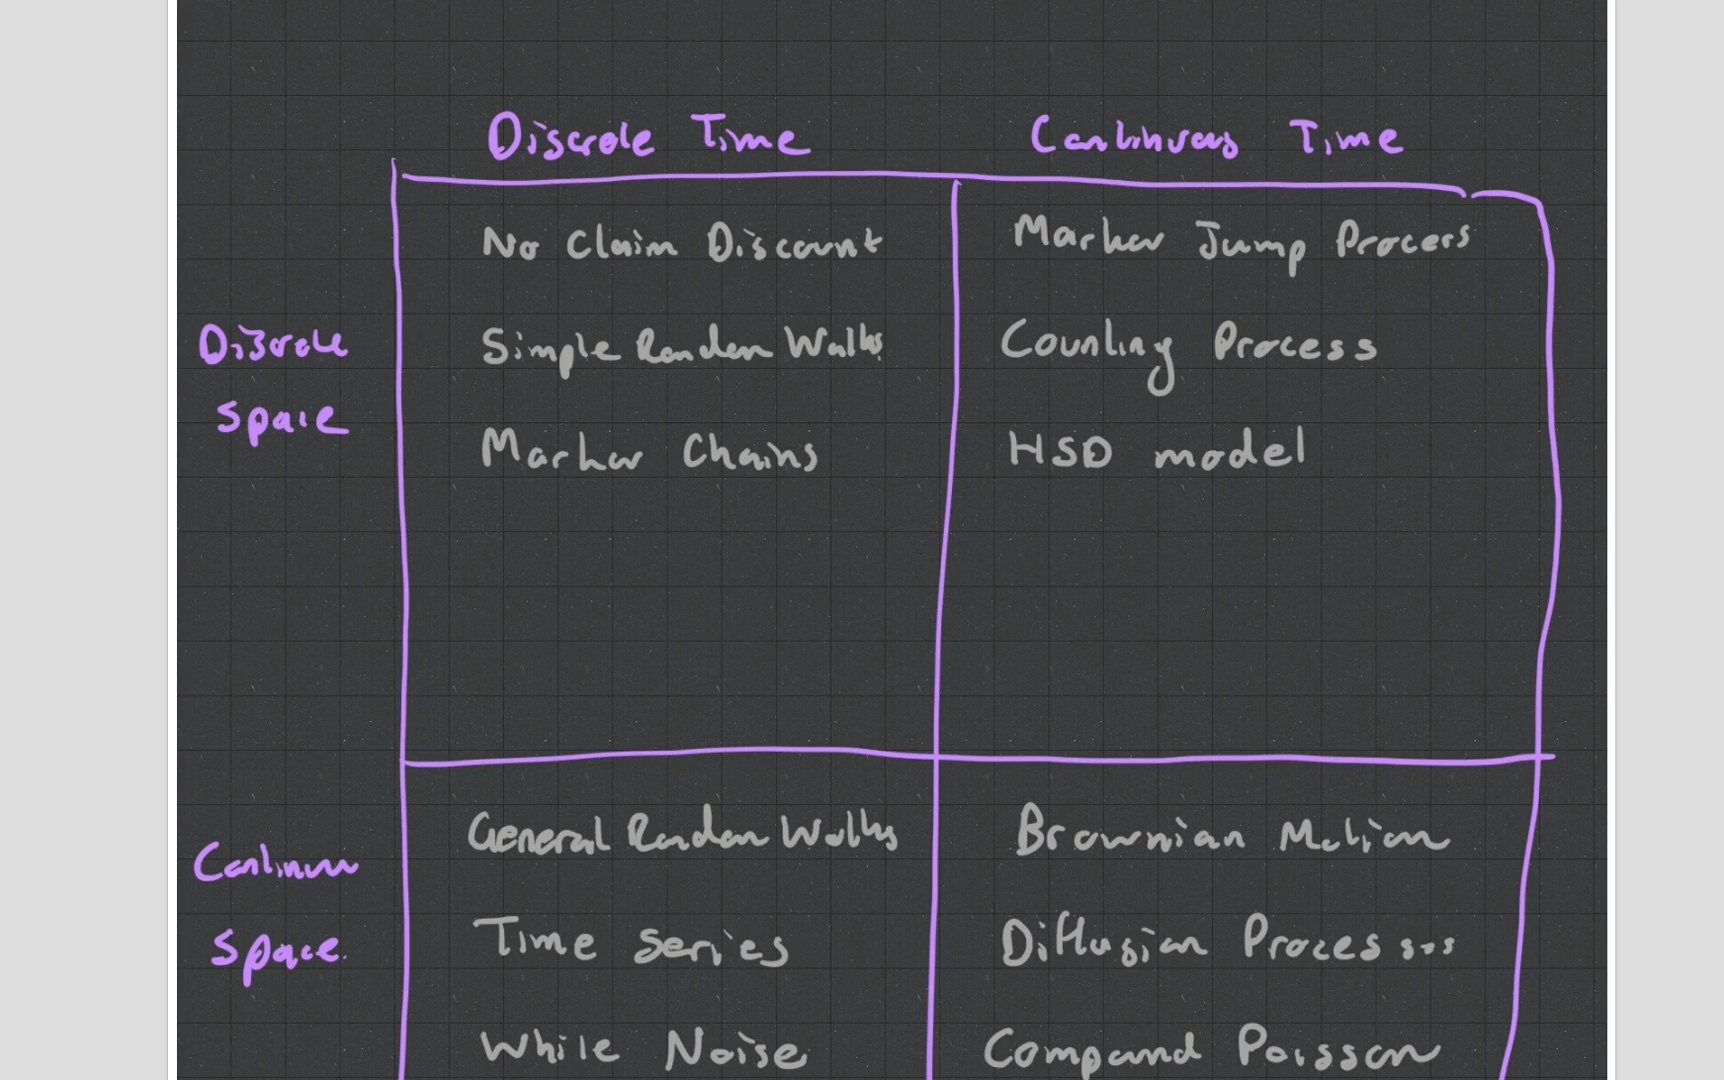 Discrete Time Continuous Time
No Claim Discount Markov Jump Process
Discrete Simple Random Walks Counting Process
Space
Markov Chains HSD model
General Random Walks Brownian Motion
Continuous
Space. Time Series Diffusion Processes
White Noise Compound Poisson